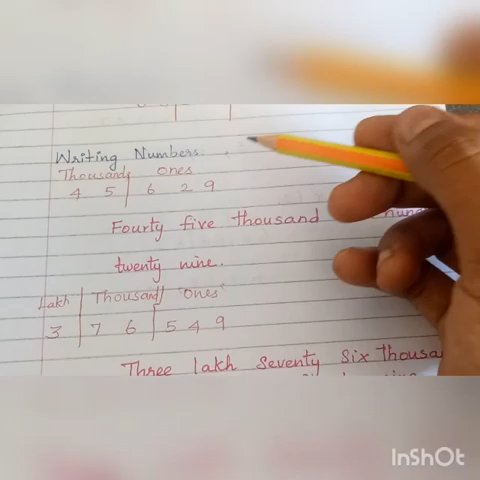 Writing Numbers.
Thousands Ones
4 5 6 2 9
Fourty five thousand
twenty nine.
Lakh Thousand Ones
3 7 6 5 4 9
Three lakh seventy six thousa
InShOt